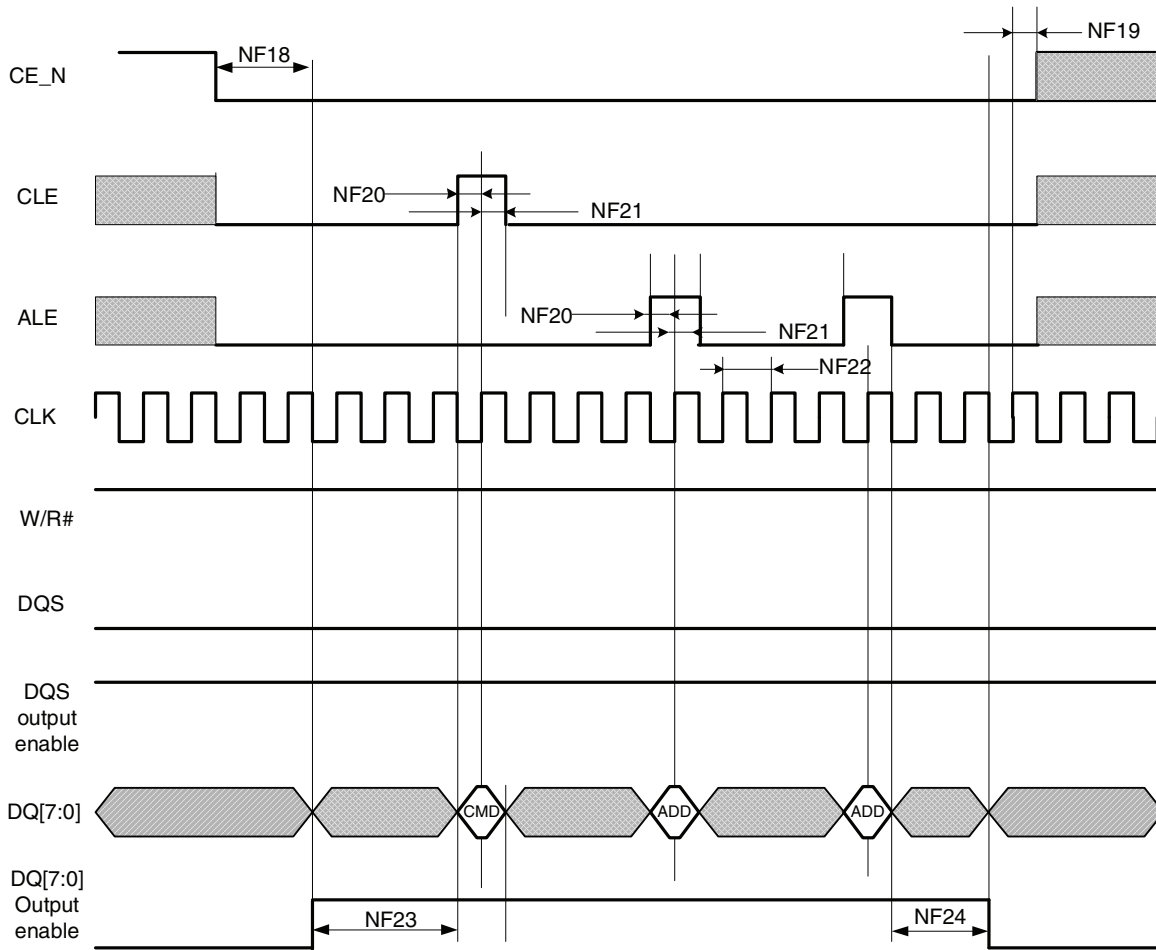 NF19
NF18
CE_N
CLE
NF20
NF21
ALE
NF20
NF21
NF22
CLK
W/R#
DQS
DQS
output
enable
DQ[7:0]
CMD
ADD
ADD
DQ[7:0]
Output
enable
NF23
NF24